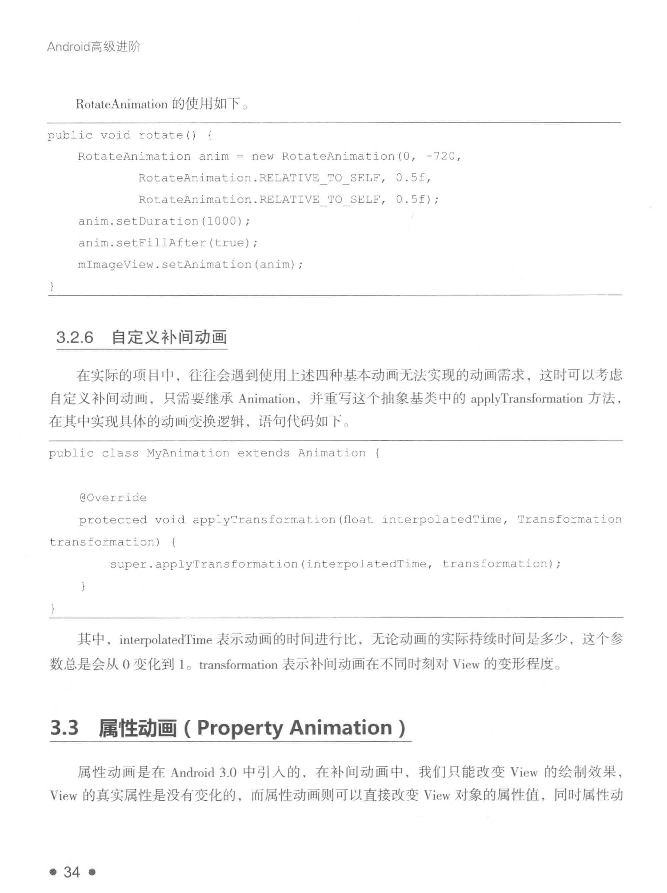 Android高级进阶
RotateAnimation 的使用如下。
public void rotate() {
RotateAnimation anim = new RotateAnimation(0, -720,
RotateAnimation.RELATIVE_TO_SELF, 0.5f,
RotateAnimation.RELATIVE_TO_SELF, 0.5f);
anim.setDuration(1000);
anim.setFillAfter(true);
mImageView.setAnimation(anim);
}
3.2.6 自定义补间动画
在实际的项目中，往往会遇到使用上述四种基本动画无法实现的动画需求，这时可以考虑
自定义补间动画，只需要继承 Animation，并重写这个抽象基类中的 applyTransformation 方法，
在其中实现具体的动画变换逻辑，语句代码如下。
public class MyAnimation extends Animation {
@Override
protected void applyTransformation(float interpolatedTime, Transformation
transformation) {
super.applyTransformation(interpolatedTime, transformation);
}
}
其中，interpolatedTime 表示动画的时间进行比，无论动画的实际持续时间是多少，这个参
数总是会从 0 变化到 1。transformation 表示补间动画在不同时刻对 View 的变形程度。
3.3 属性动画（Property Animation）
属性动画是在 Android 3.0 中引入的，在补间动画中，我们只能改变 View 的绘制效果，
View 的真实属性是没有变化的，而属性动画则可以直接改变 View 对象的属性值，同时属性动
• 34 •